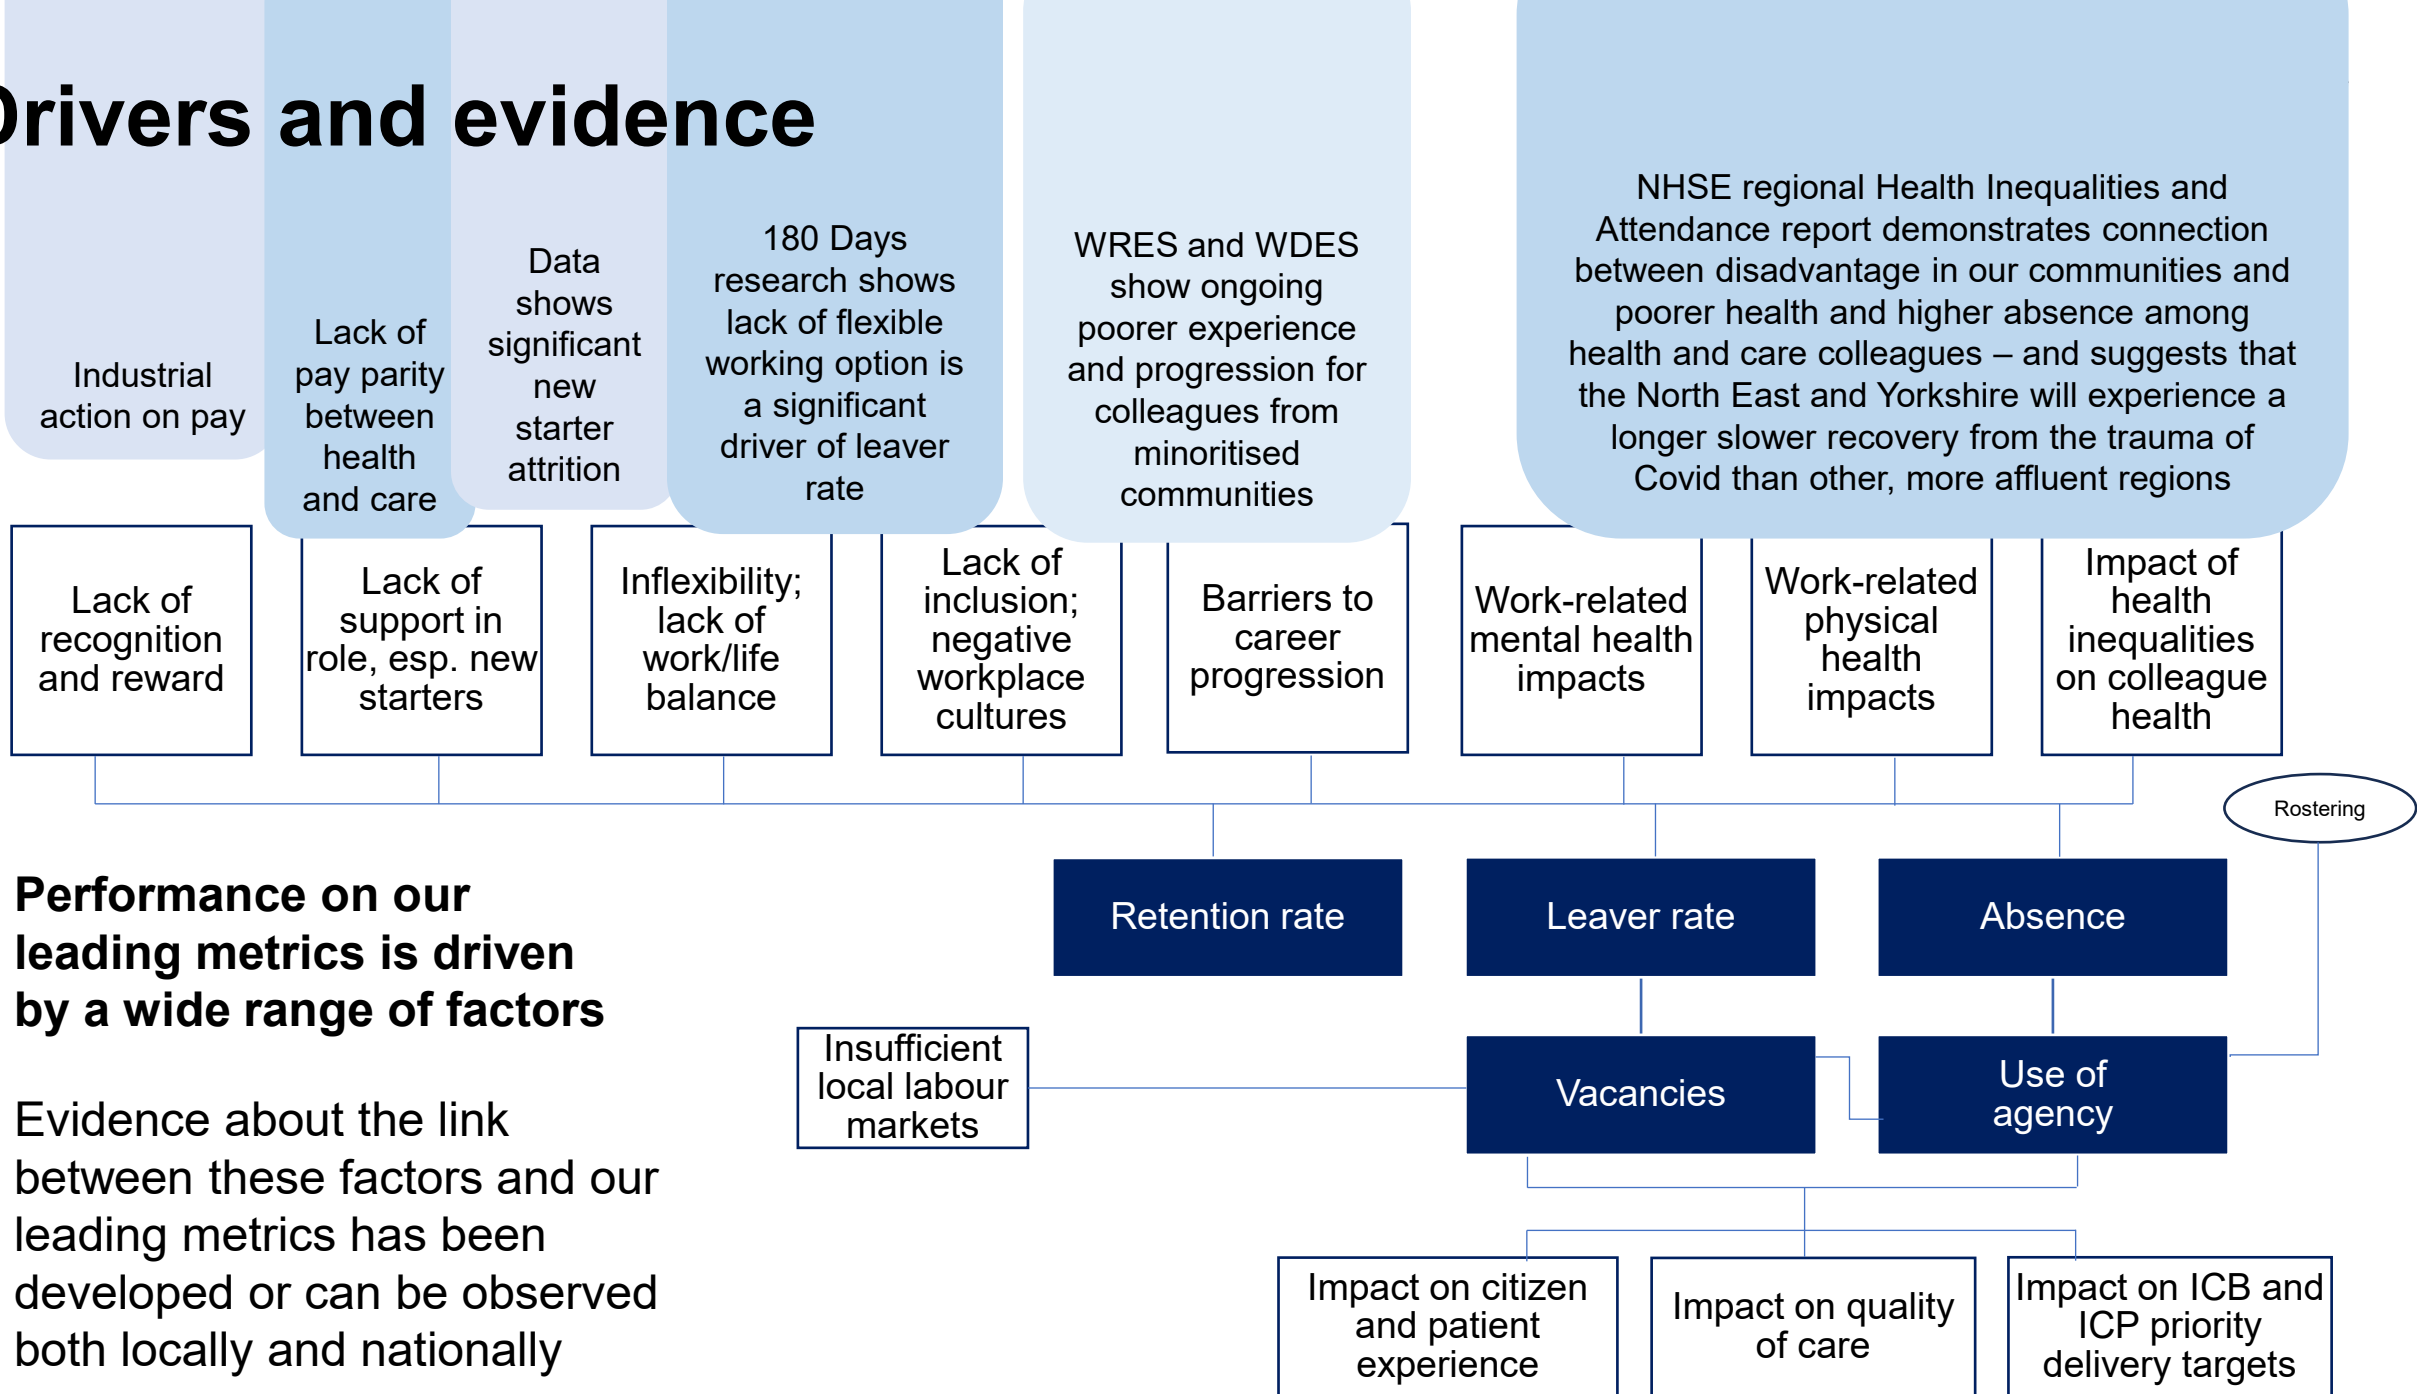 Drivers and evidence
Industrial
action on pay
Lack of
pay parity
between
health
and care
Data
shows
significant
new
starter
attrition
180 Days
research shows
lack of flexible
working option is
a significant
driver of leaver
rate
WRES and WDES
show ongoing
poorer experience
and progression for
colleagues from
minoritised
communities
NHSE regional Health Inequalities and
Attendance report demonstrates connection
between disadvantage in our communities and
poorer health and higher absence among
health and care colleagues – and suggests that
the North East and Yorkshire will experience a
longer slower recovery from the trauma of
Covid than other, more affluent regions
Lack of
recognition
and reward
Lack of
support in
role, esp. new
starters
Inflexibility;
lack of
work/life
balance
Lack of
inclusion;
negative
workplace
cultures
Barriers to
career
progression
Work-related
mental health
impacts
Work-related
physical
health
impacts
Impact of
health
inequalities
on colleague
health
Rostering
Performance on our
leading metrics is driven
by a wide range of factors
Evidence about the link
between these factors and our
leading metrics has been
developed or can be observed
both locally and nationally
Retention rate
Leaver rate
Absence
Insufficient
local labour
markets
Vacancies
Use of
agency
Impact on citizen
and patient
experience
Impact on quality
of care
Impact on ICB and
ICP priority
delivery targets